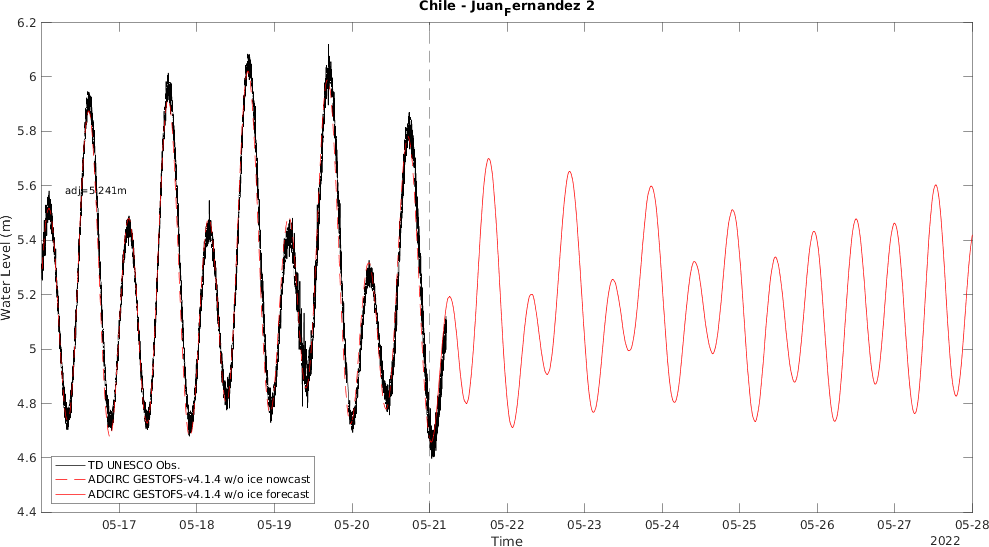 Chile - Juan_Fernandez 2
6.2
6
5.8
5.6
5.4
5.2
5
4.8
4.6
4.4
Water Level (m)
adj=5.241m
TD UNESCO Obs.
ADCIRC GESTOFS-v4.1.4 w/o ice nowcast
ADCIRC GESTOFS-v4.1.4 w/o ice forecast
05-17 05-18 05-19 05-20 05-21 05-22 05-23 05-24 05-25 05-26 05-27 05-28
Time
2022